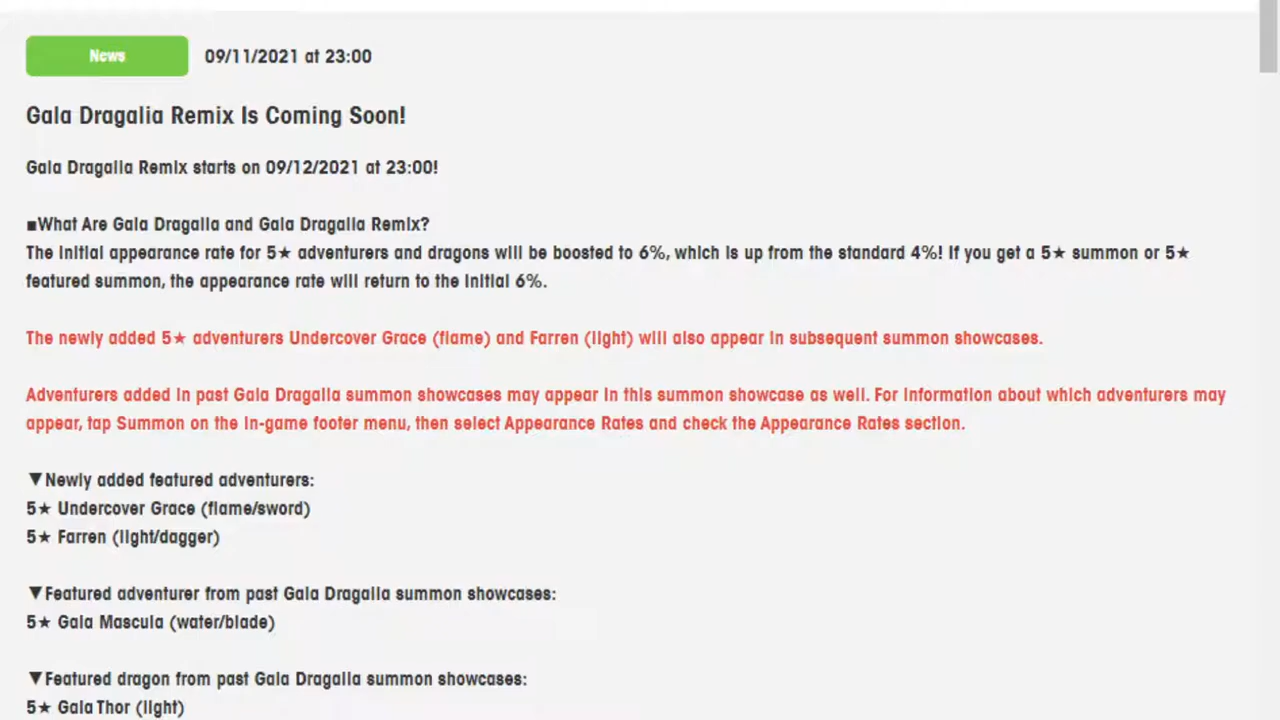 News 09/11/2021 at 23:00
Gala Dragalia Remix Is Coming Soon!
Gala Dragalia Remix starts on 09/12/2021 at 23:00!
■What Are Gala Dragalia and Gala Dragalia Remix?
The initial appearance rate for 5★ adventurers and dragons will be boosted to 6%, which is up from the standard 4%! If you get a 5★ summon or 5★
featured summon, the appearance rate will return to the initial 6%.
The newly added 5★ adventurers Undercover Grace (flame) and Farren (light) will also appear in subsequent summon showcases.
Adventurers added in past Gala Dragalia summon showcases may appear in this summon showcase as well. For information about which adventurers may
appear, tap Summon on the in-game footer menu, then select Appearance Rates and check the Appearance Rates section.
▼Newly added featured adventurers:
5★ Undercover Grace (flame/sword)
5★ Farren (light/dagger)
▼Featured adventurer from past Gala Dragalia summon showcases:
5★ Gala Mascula (water/blade)
▼Featured dragon from past Gala Dragalia summon showcases:
5★ Gala Thor (light)